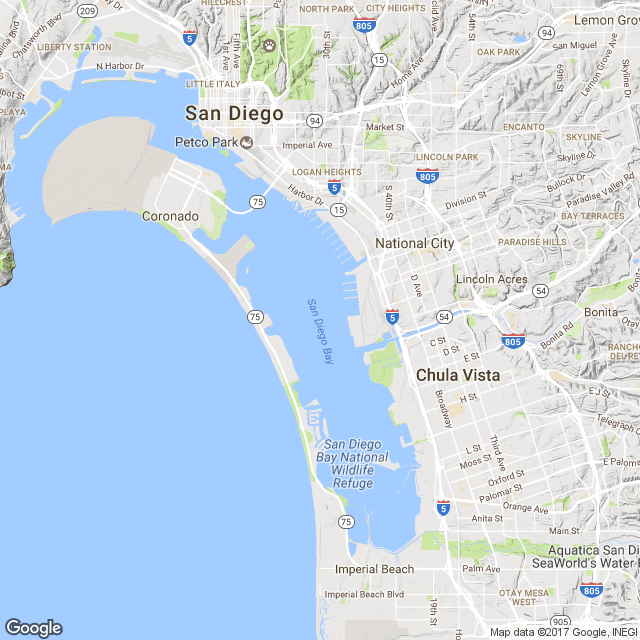 HILLCREST
NORTH PARK
CITY HEIGHTS
Lemon Grove
209
5
805
94
Chatsworth Blvd
LIBERTY STATION
San Miguel
OAK PARK
Fifth Ave
1st Ave
30th St
15
Home Ave
69th St
Lemon Grove Ave
Skyline Dr
N Harbor Dr
LITTLE ITALY
San Diego
94
Market St
ENCANTO
SKYLINE
Petco Park
Imperial Ave
LINCOLN PARK
Skyline Dr
LOGAN HEIGHTS
5
805
Bullock Dr
Paradise Valley Rd
Harbor Dr
S 40th St
Division St
75
15
BAY TERRACES
Coronado
National City
PARADISE HILLS
D Ave
Lincoln Acres
54
Bonita
75
San Diego Bay
5
54
805
Bonita Rd
C St
D St
E St
RANCHO
DEL REY
Chula Vista
Broadway
H St
E J St
Telegraph C
San Diego
Bay National
Wildlife
Refuge
L St
Third Ave
Moss St
E Palomar
Oxford St
Palomar St
5
Orange Ave
75
Anita St
Main St
Aquatica San Di
SeaWorld's Water P
Imperial Beach
Palm Ave
805
Imperial Beach Blvd
19th St
OTAY MESA
WEST
905
Google
Map data ©2017 Google, INEGI